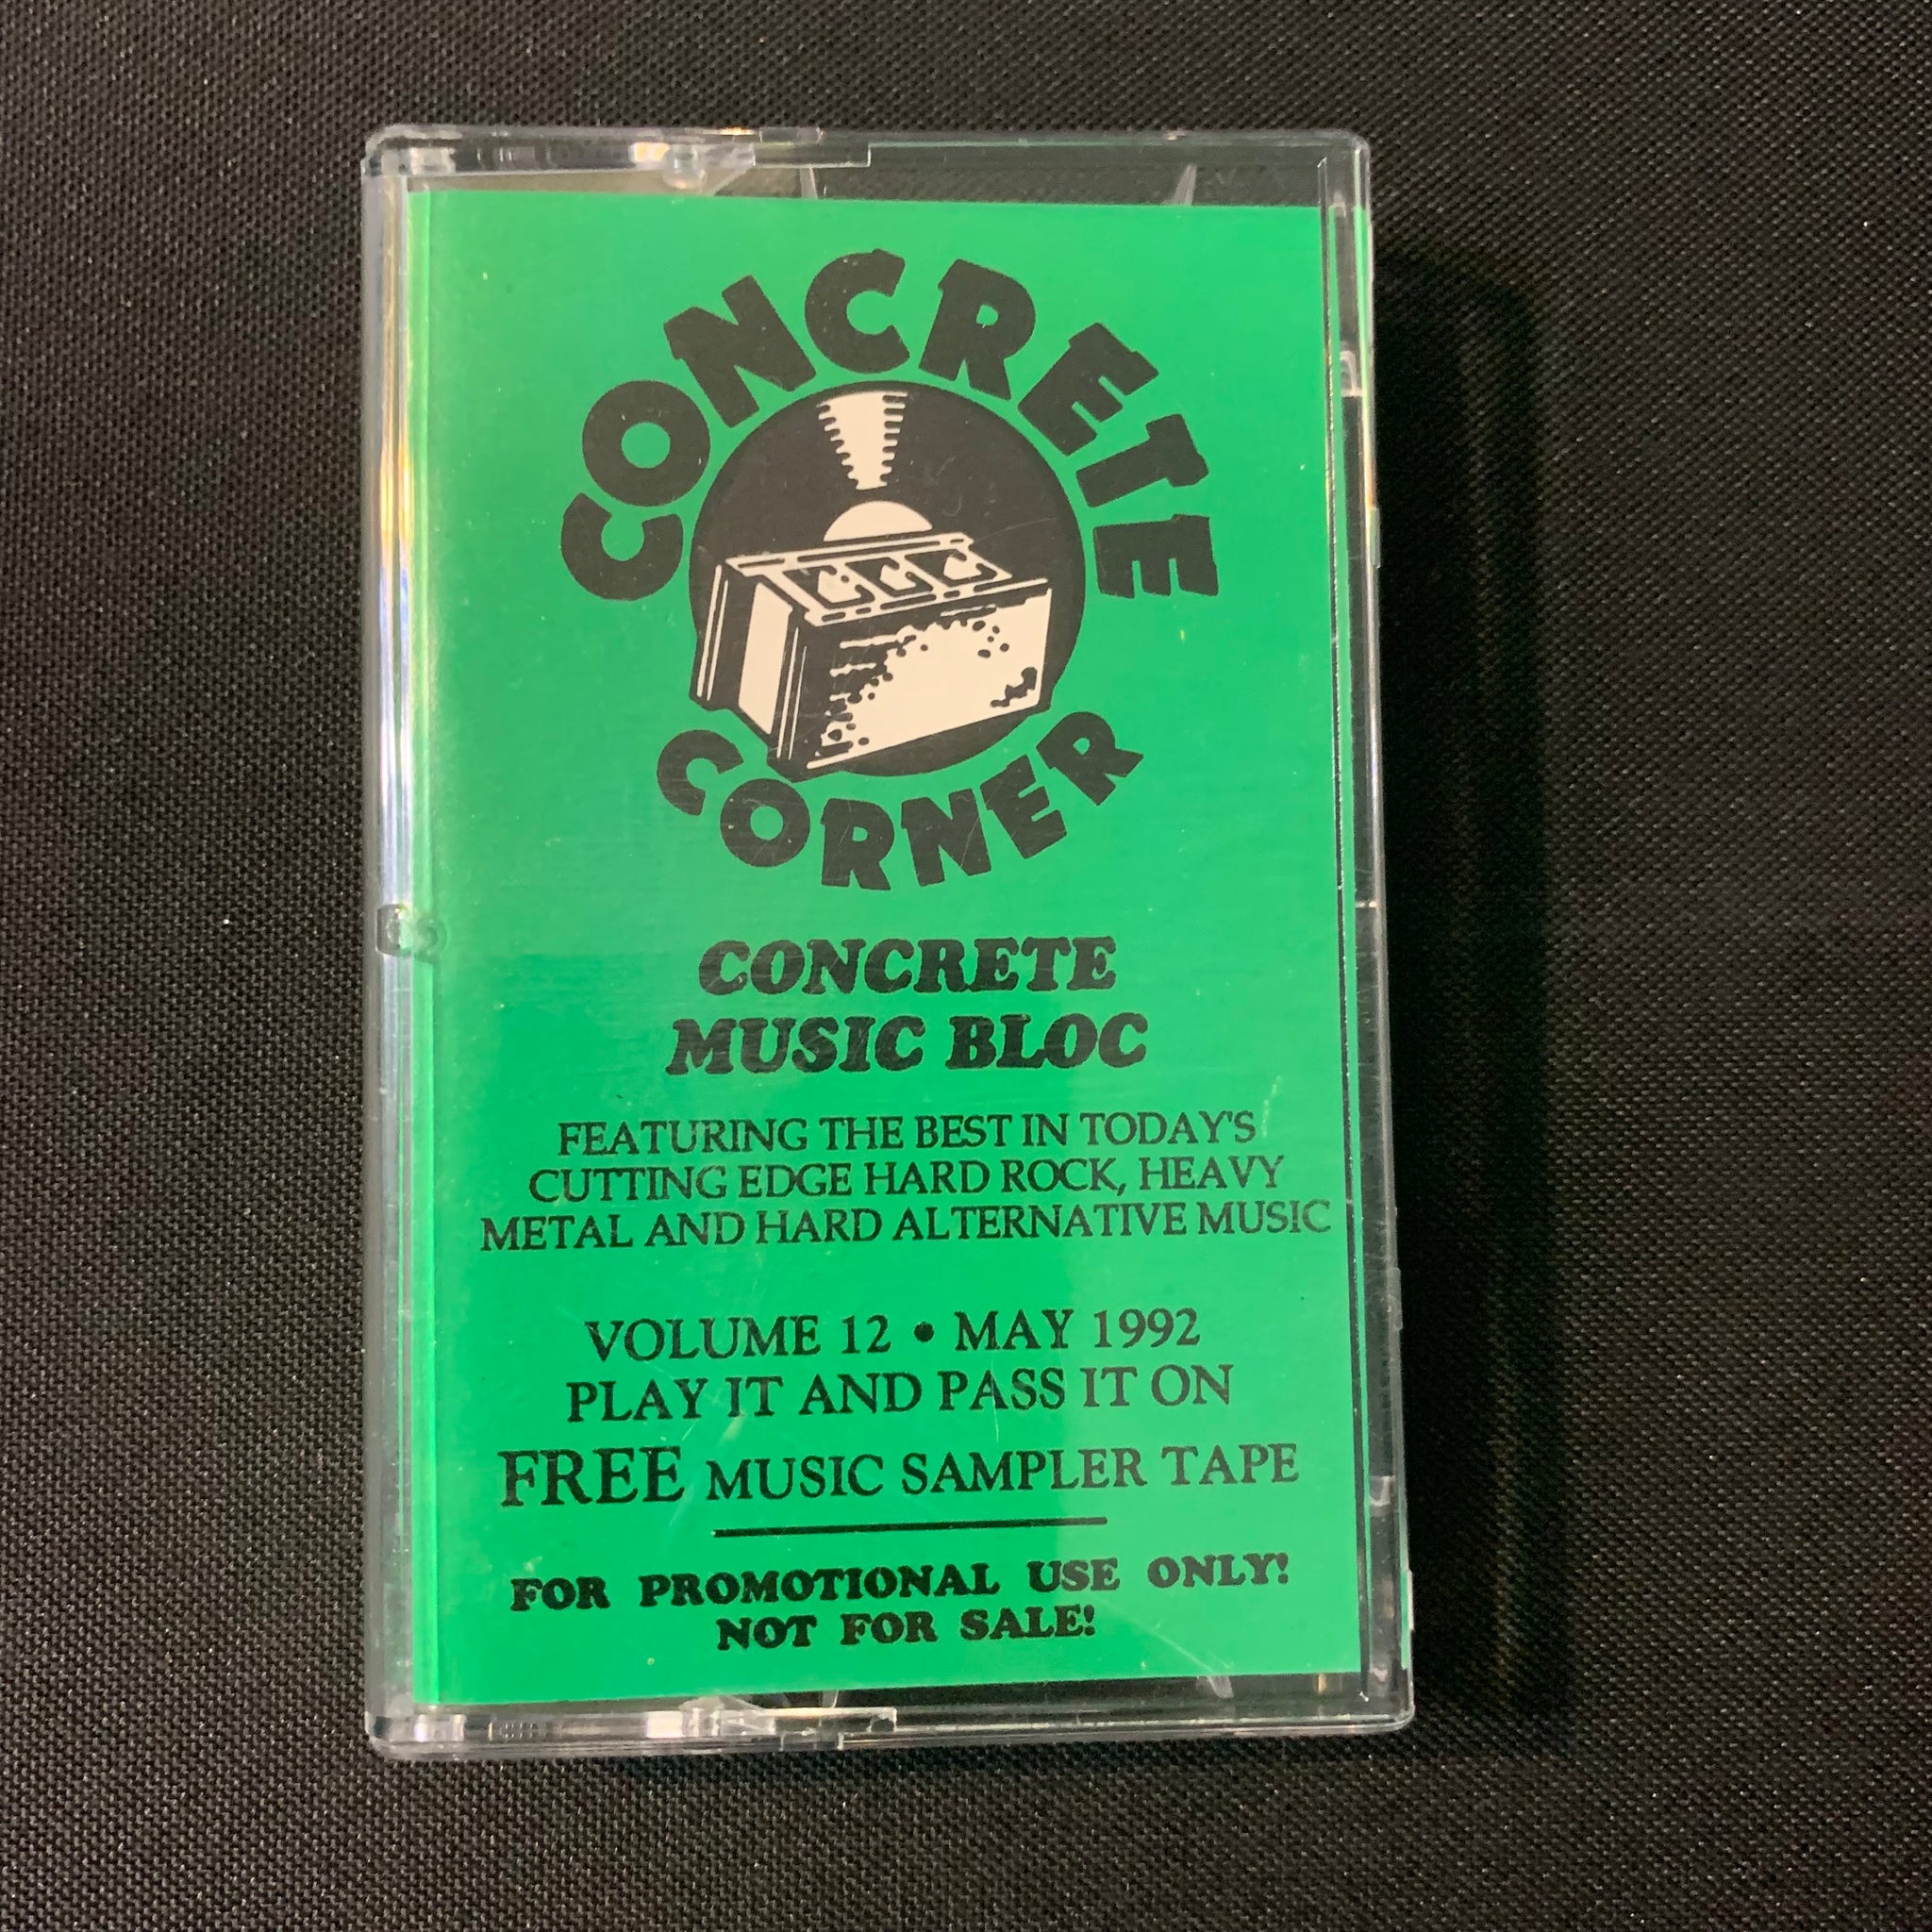 CONCRETE
CORNER
CONCRETE
MUSIC BLOC
FEATURING THE BEST IN TODAY'S
CUTTING EDGE HARD ROCK, HEAVY
METAL AND HARD ALTERNATIVE MUSIC
VOLUME 12 • MAY 1992
PLAY IT AND PASS IT ON
FREE MUSIC SAMPLER TAPE
FOR PROMOTIONAL USE ONLY!
NOT FOR SALE!